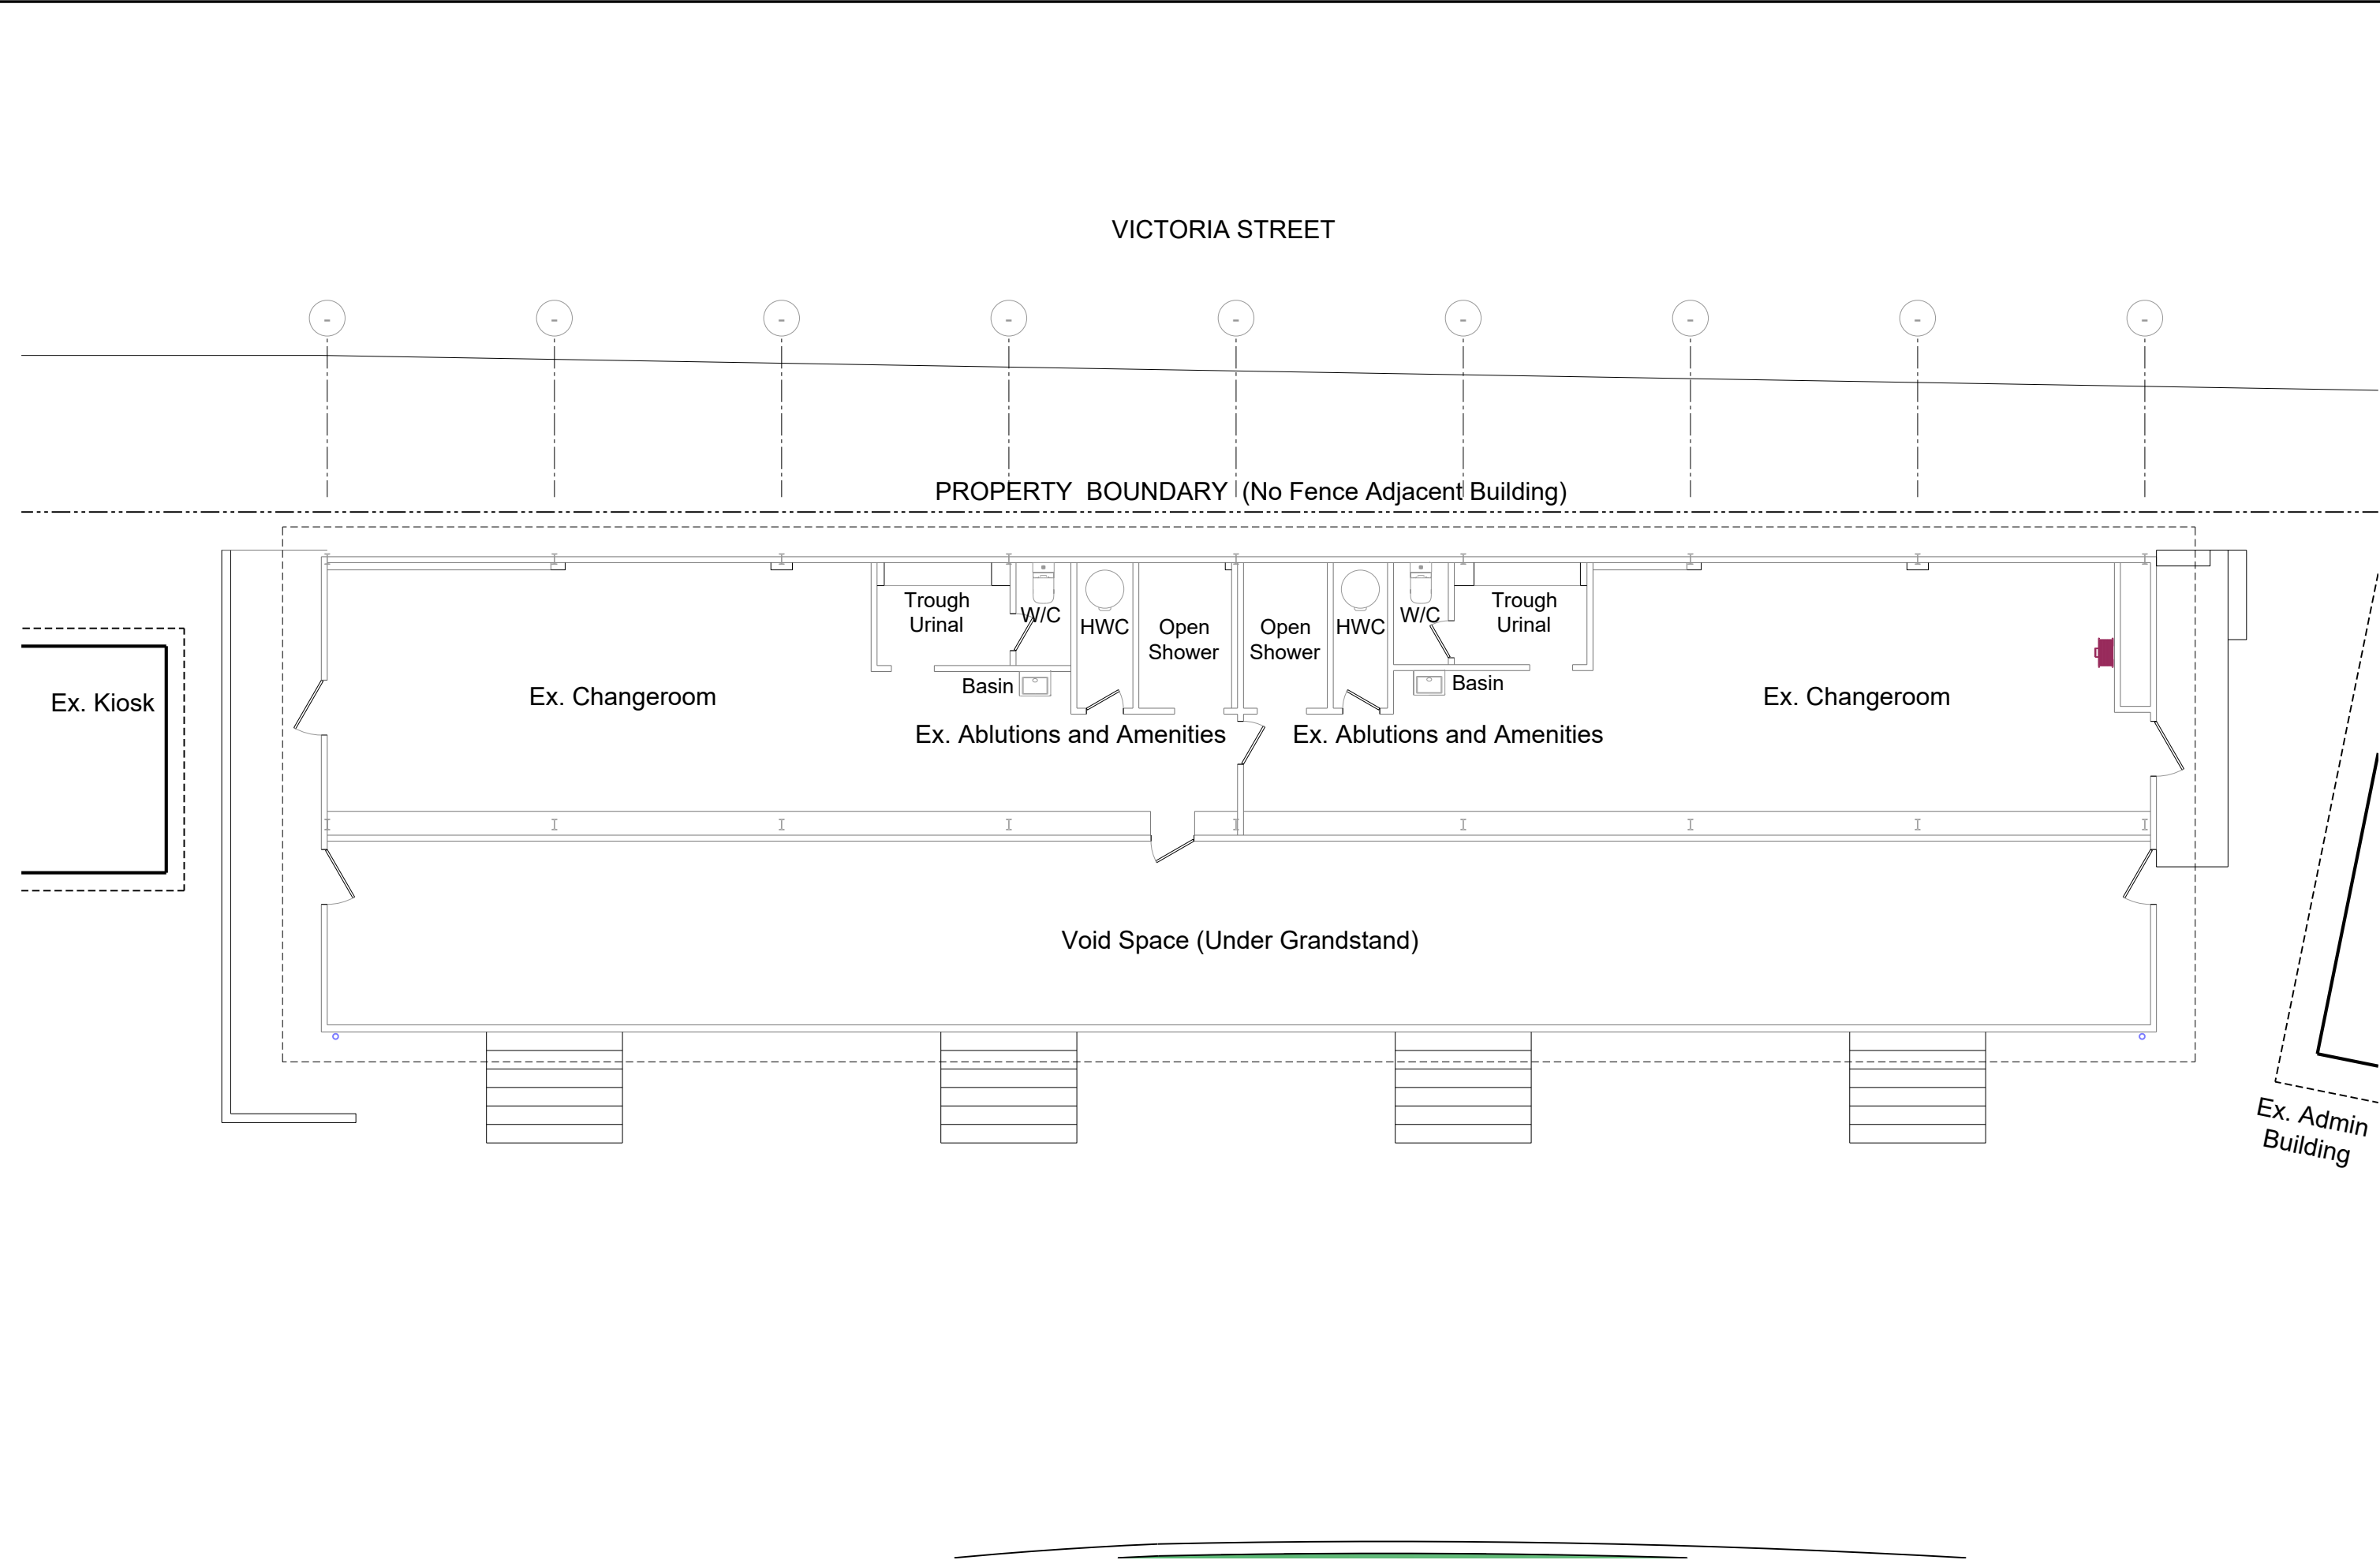 VICTORIA STREET
- - - - - - - - -
PROPERTY BOUNDARY (No Fence Adjacent Building)
Trough
Urinal
W/C
HWC
Open
Shower
Open
Shower
HWC
W/C
Trough
Urinal
Basin
Basin
Ex. Kiosk
Ex. Changeroom
Ex. Changeroom
Ex. Ablutions and Amenities
Ex. Ablutions and Amenities
Void Space (Under Grandstand)
Ex. Admin
Building